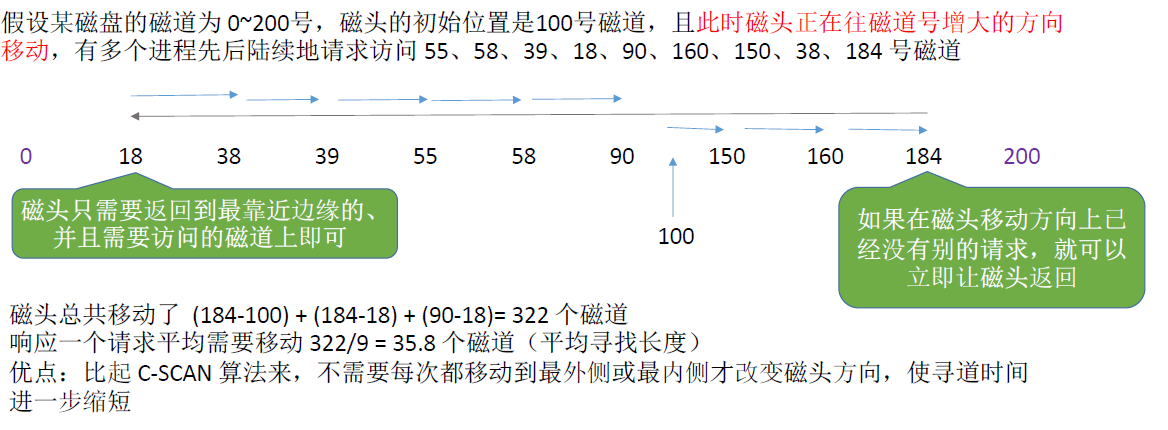 假设某磁盘的磁道为 0~200号，磁头的初始位置是100号磁道，且此时磁头正在往磁道号增大的方向
移动，有多个进程先后陆续地请求访问 55、58、39、18、90、160、150、38、184 号磁道
0 18 38 39 55 58 90 150 160 184 200
磁头只需要返回到最靠近边缘的、
并且需要访问的磁道上即可
100
如果在磁头移动方向上已
经没有别的请求，就可以
立即让磁头返回
磁头总共移动了 (184-100) + (184-18) + (90-18)= 322 个磁道
响应一个请求平均需要移动 322/9 = 35.8 个磁道（平均寻找长度）
优点：比起 C-SCAN 算法来，不需要每次都移动到最外侧或最内侧才改变磁头方向，使寻道时间
进一步缩短